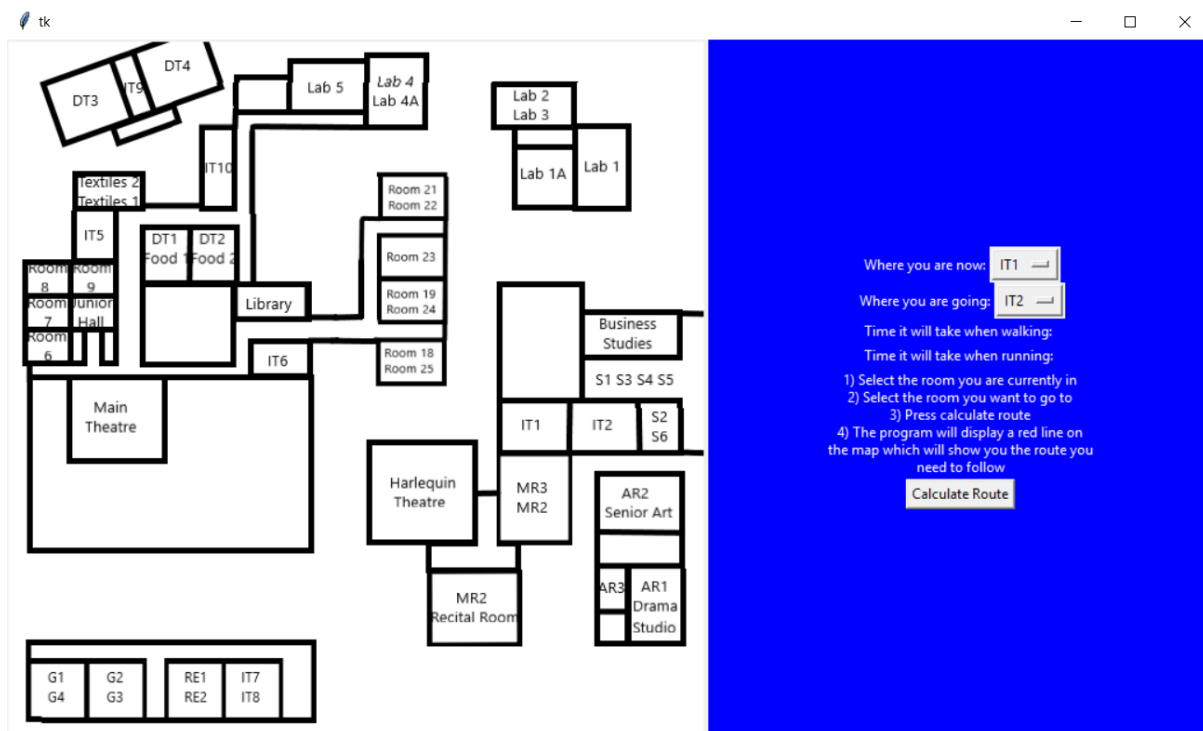 tk
DT4
IT9
DT3
Lab 5
Lab 4
Lab 4A
Lab 2
Lab 3
IT10
Lab 1A
Lab 1
Textiles 2
Textiles 1
Room 21
Room 22
IT5
DT1
Food 1
DT2
Food 2
Room 23
Room
8
Room
9
Room 19
Room 24
Library
Room
7
Junior
Hall
Room
6
IT6
Room 18
Room 25
Business
Studies
S1 S3 S4 S5
Main
Theatre
IT1
IT2
S2
S6
Harlequin
Theatre
MR3
MR2
AR2
Senior Art
MR2
Recital Room
AR3
AR1
Drama
Studio
G1
G4
G2
G3
RE1
RE2
IT7
IT8
Where you are now: IT1
Where you are going: IT2
Time it will take when walking:
Time it will take when running:
1) Select the room you are currently in
2) Select the room you want to go to
3) Press calculate route
4) The program will display a red line on
the map which will show you the route you
need to follow
Calculate Route